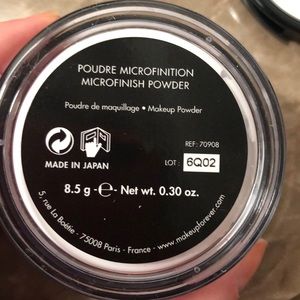 POUDRE MICROFINITION
MICROFINISH POWDER
Poudre de maquillage • Makeup Powder
REF: 70908
LOT : 6Q02
MADE IN JAPAN
8.5 g -e- Net wt. 0.30 oz.
5, rue La Boétie - 75008 Paris - France - www.makeupforever.com